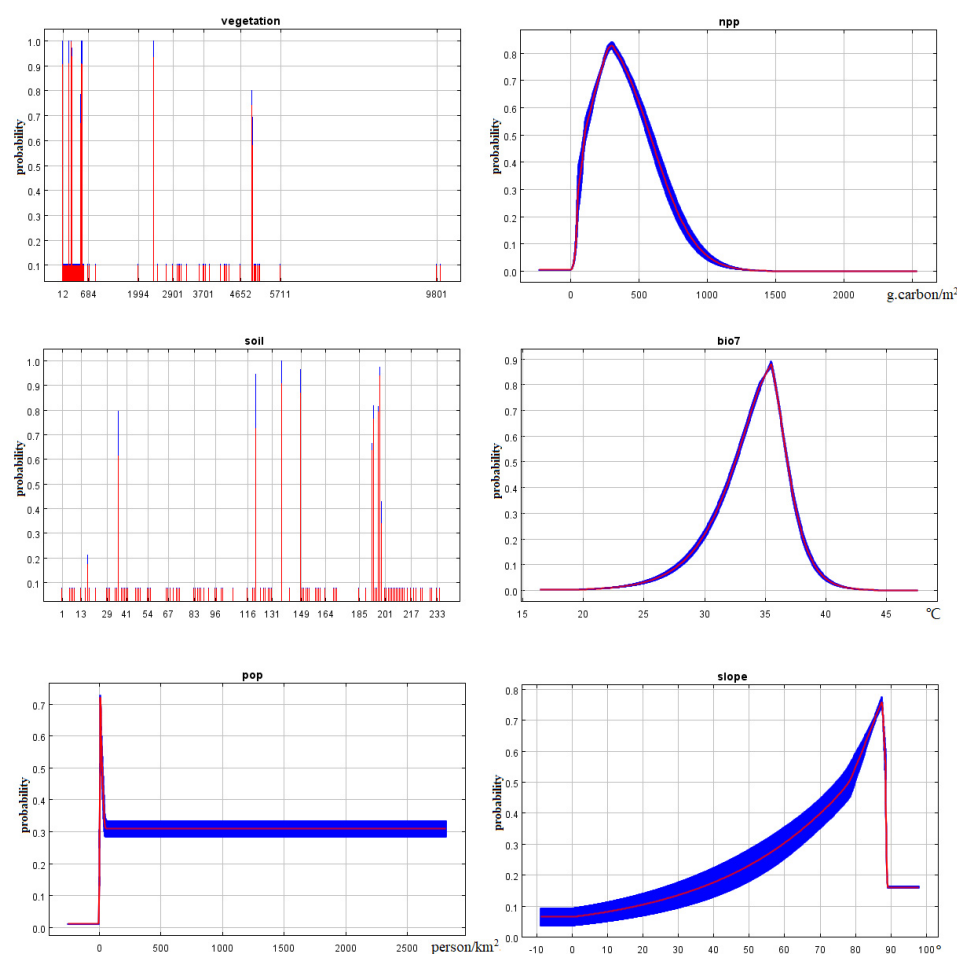 vegetation
probability
1.0
0.9
0.8
0.7
0.6
0.5
0.4
0.3
0.2
0.1
12 684 1994 2901 3701 4652 5711 9801
npp
probability
0.8
0.7
0.6
0.5
0.4
0.3
0.2
0.1
0.0
0 500 1000 1500 2000
g.carbon/m²
soil
probability
1.0
0.9
0.8
0.7
0.6
0.5
0.4
0.3
0.2
0.1
1 13 27 41 54 67 83 96 115 131 149 164 185 201 217 233
bio7
probability
0.9
0.8
0.7
0.6
0.5
0.4
0.3
0.2
0.1
0.0
15 20 25 30 35 40 45
℃
pop
probability
0.7
0.6
0.5
0.4
0.3
0.2
0.1
0.0
0 500 1000 1500 2000 2500
person/km²
slope
probability
0.8
0.7
0.6
0.5
0.4
0.3
0.2
0.1
0.0
-10 0 10 20 30 40 50 60 70 80 90 100°